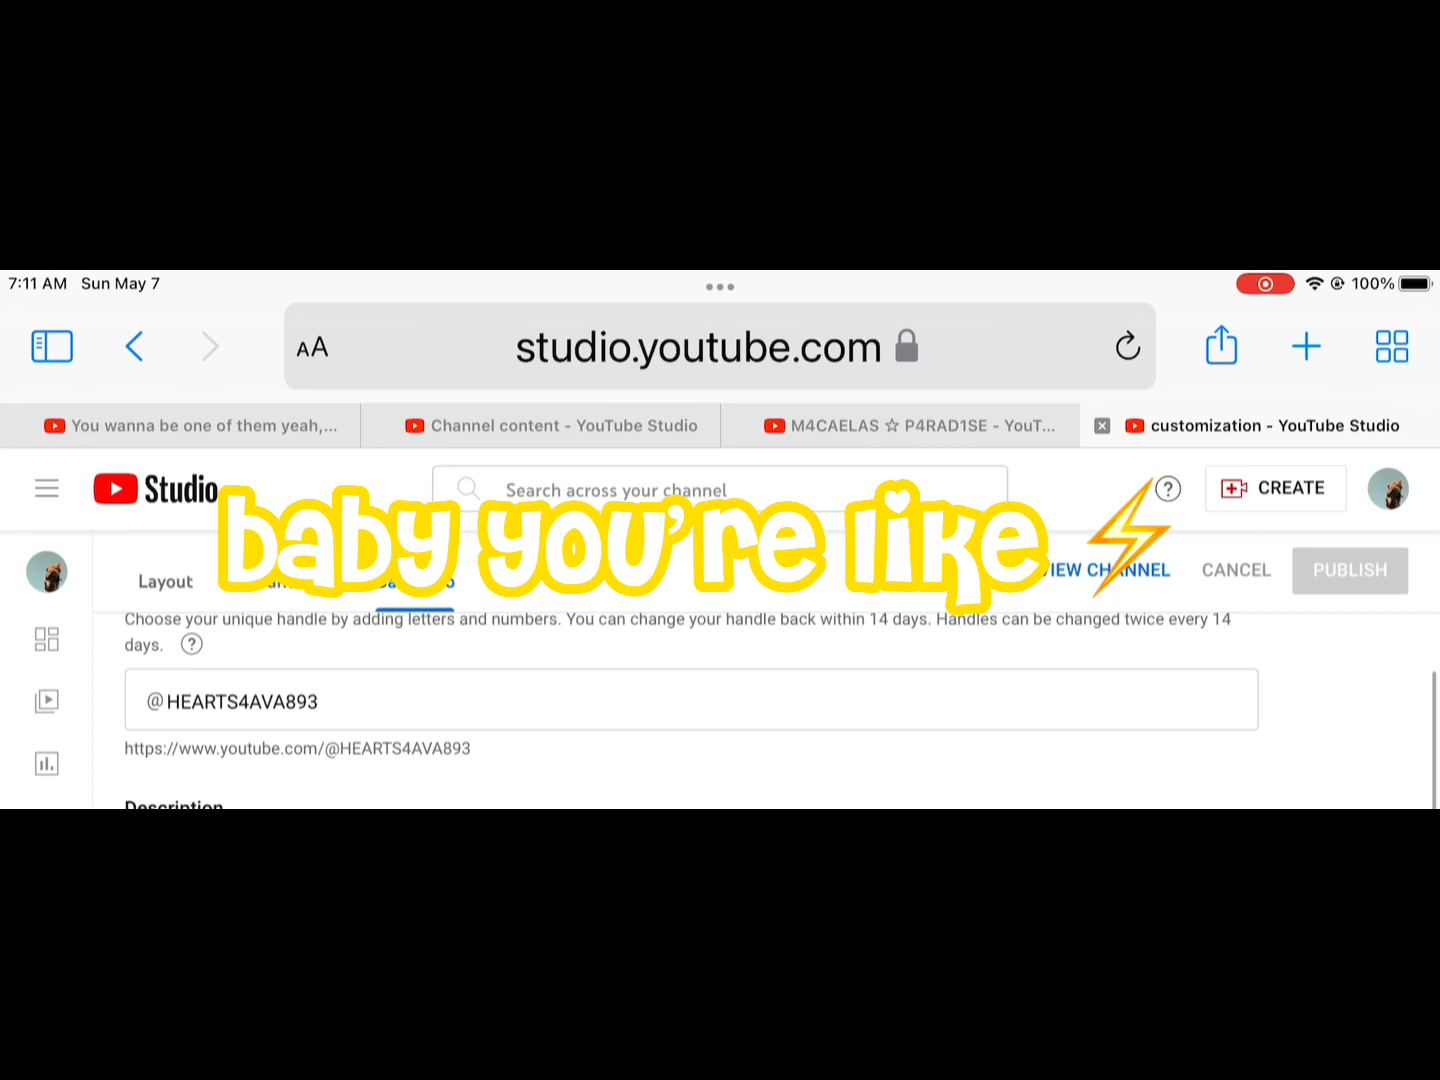 7:11 AM Sun May 7
100%
AA
studio.youtube.com
You wanna be one of them yeah,...
Channel content - YouTube Studio
M4CAELAS ☆ P4RAD1SE - YouT...
customization - YouTube Studio
Studio
Search across your channel
CREATE
baby you're like ⚡
Layout
VIEW CHANNEL
CANCEL
PUBLISH
Choose your unique handle by adding letters and numbers. You can change your handle back within 14 days. Handles can be changed twice every 14
days.
@HEARTS4AVA893
https://www.youtube.com/@HEARTS4AVA893
Description